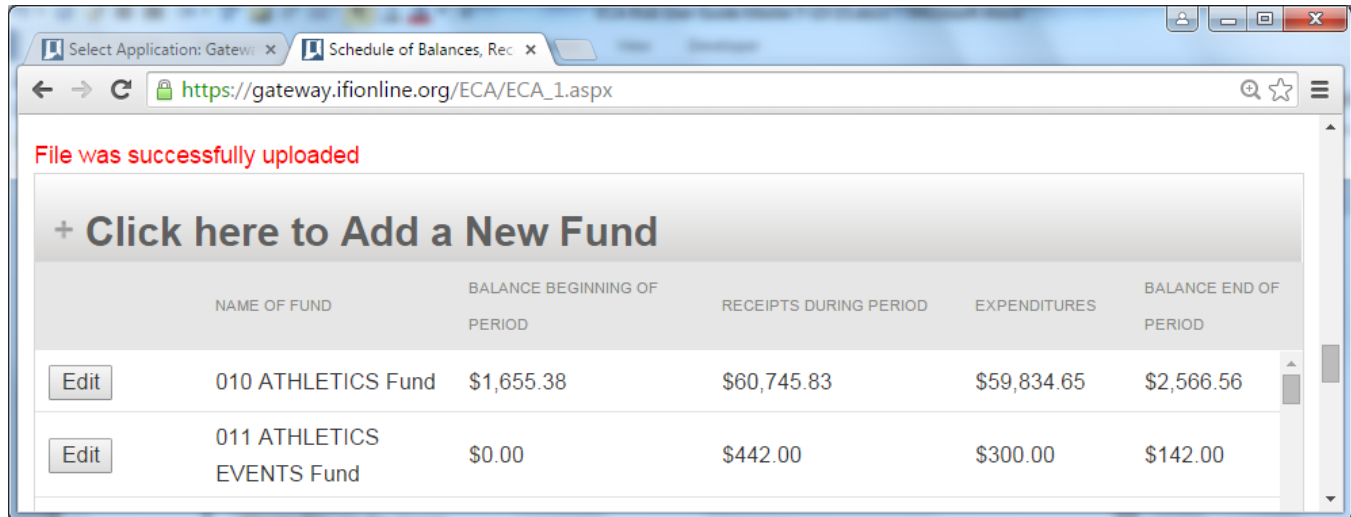 Select Application: Gatew
Schedule of Balances, Rec
https://gateway.ifionline.org/ECA/ECA_1.aspx
File was successfully uploaded
+ Click here to Add a New Fund
NAME OF FUND BALANCE BEGINNING OF PERIOD RECEIPTS DURING PERIOD EXPENDITURES BALANCE END OF PERIOD
Edit 010 ATHLETICS Fund $1,655.38 $60,745.83 $59,834.65 $2,566.56
Edit 011 ATHLETICS EVENTS Fund $0.00 $442.00 $300.00 $142.00